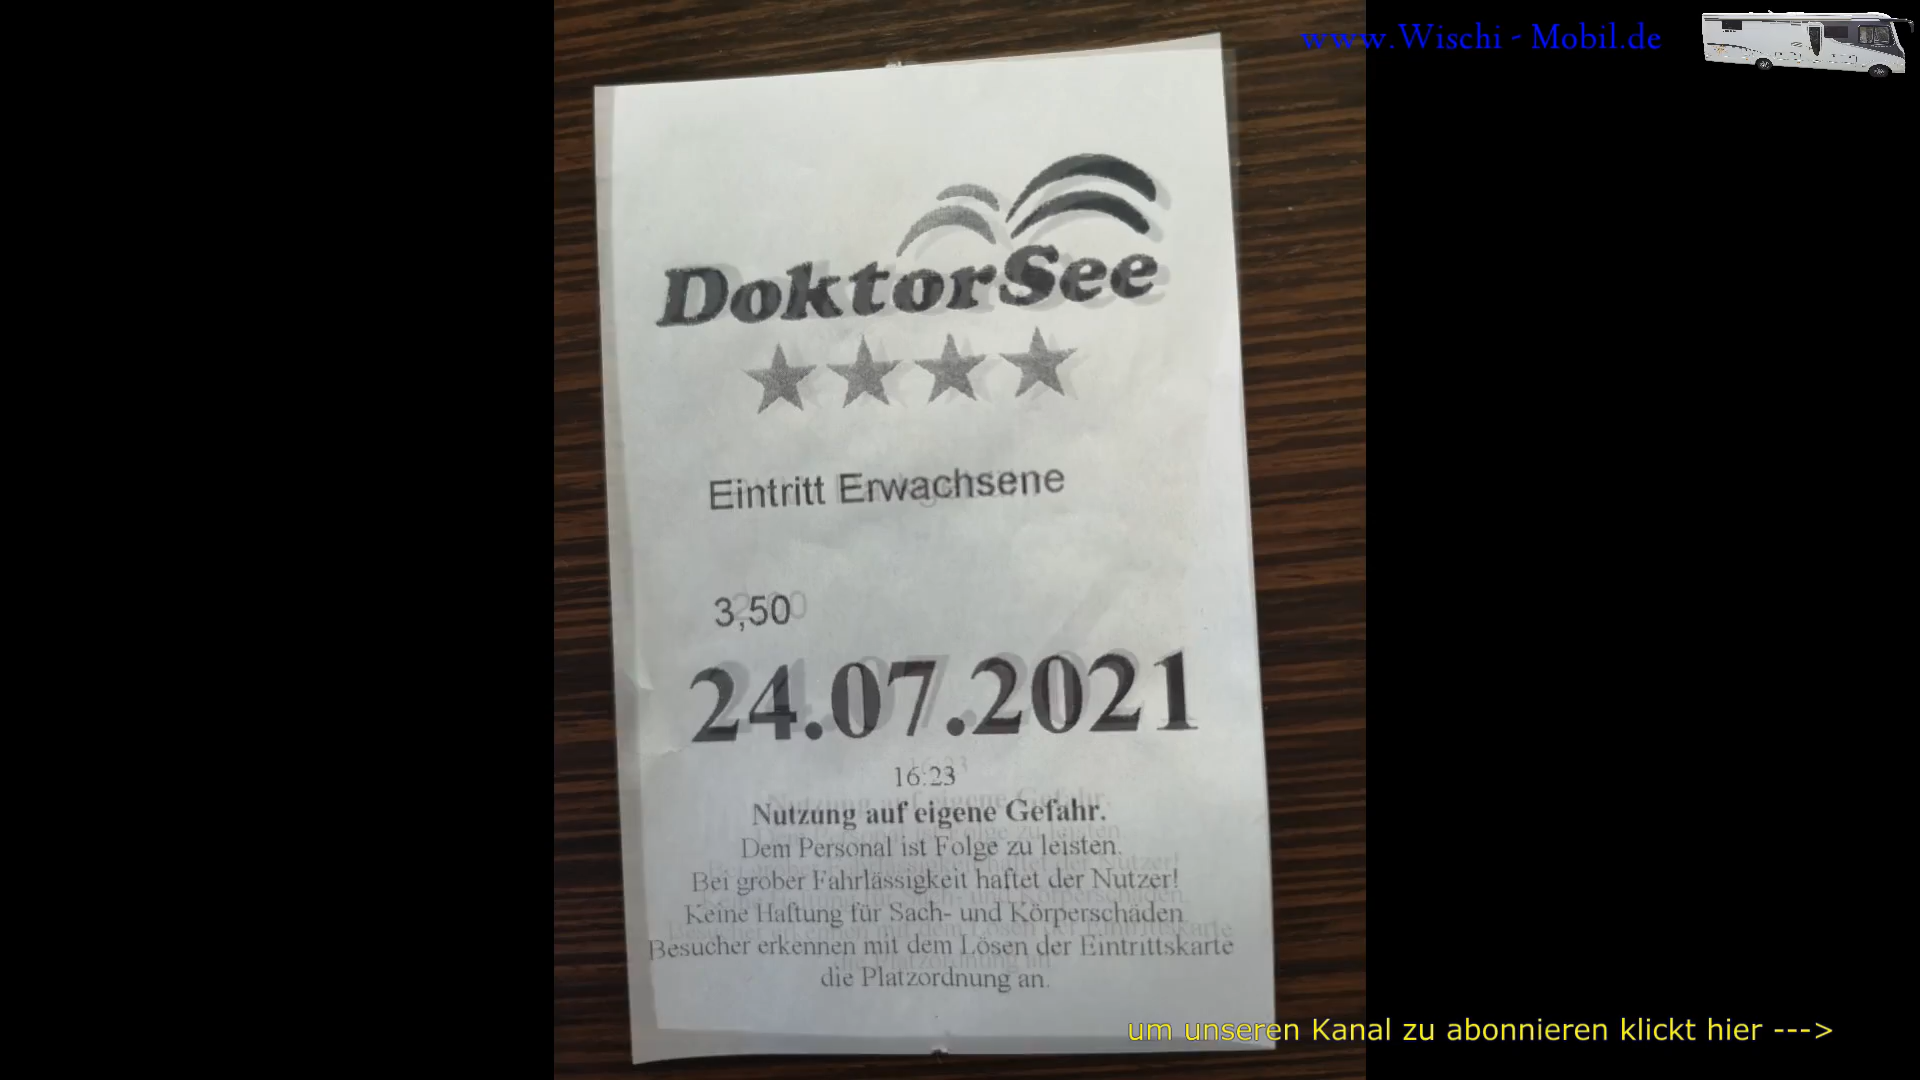 www.Wischi - Mobil.de
DoktorSee
Eintritt Erwachsene
3,50
24.07.2021
16:23
Nutzung auf eigene Gefahr.
Dem Personal ist Folge zu leisten.
Bei grober Fahrlässigkeit haftet der Nutzer!
Keine Haftung für Sach- und Körperschäden.
Besucher erkennen mit dem Lösen der Eintrittskarte
die Platzordnung an.
um unseren Kanal zu abonnieren klickt hier --->